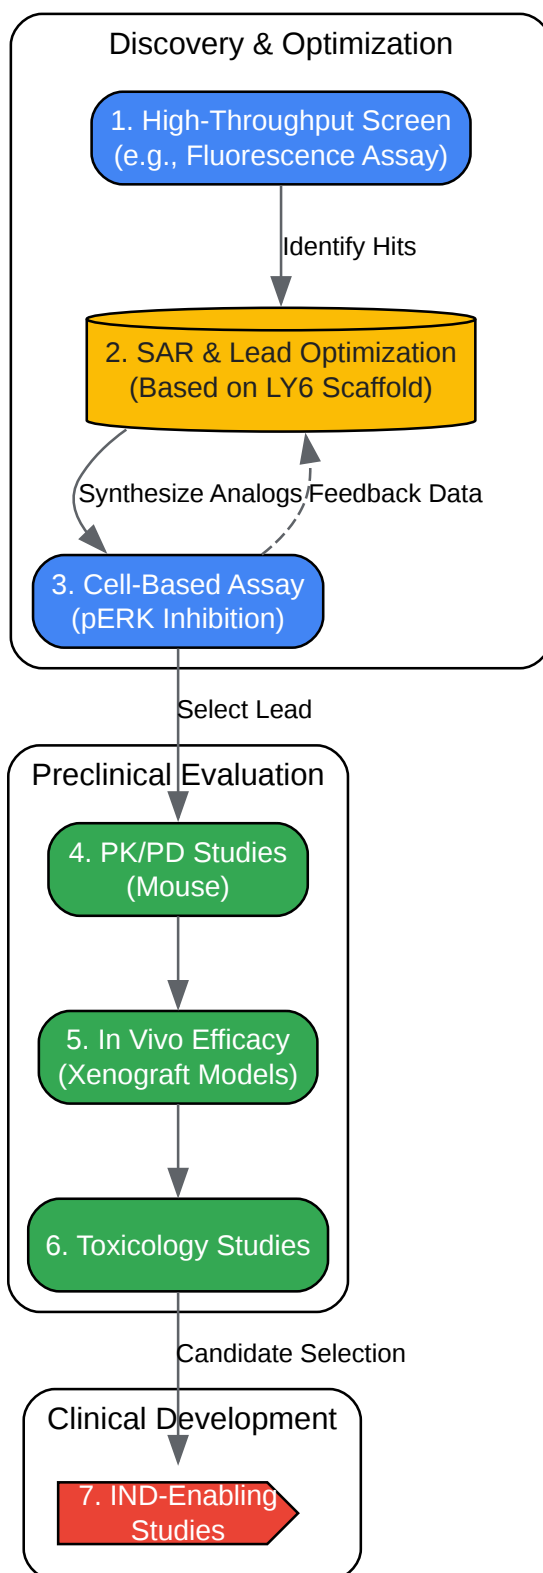 Discovery & Optimization
1. High-Throughput Screen
(e.g., Fluorescence Assay)
Identify Hits
2. SAR & Lead Optimization
(Based on LY6 Scaffold)
Synthesize Analogs
Feedback Data
3. Cell-Based Assay
(pERK Inhibition)
Select Lead
Preclinical Evaluation
4. PK/PD Studies
(Mouse)
5. In Vivo Efficacy
(Xenograft Models)
6. Toxicology Studies
Candidate Selection
Clinical Development
7. IND-Enabling
Studies